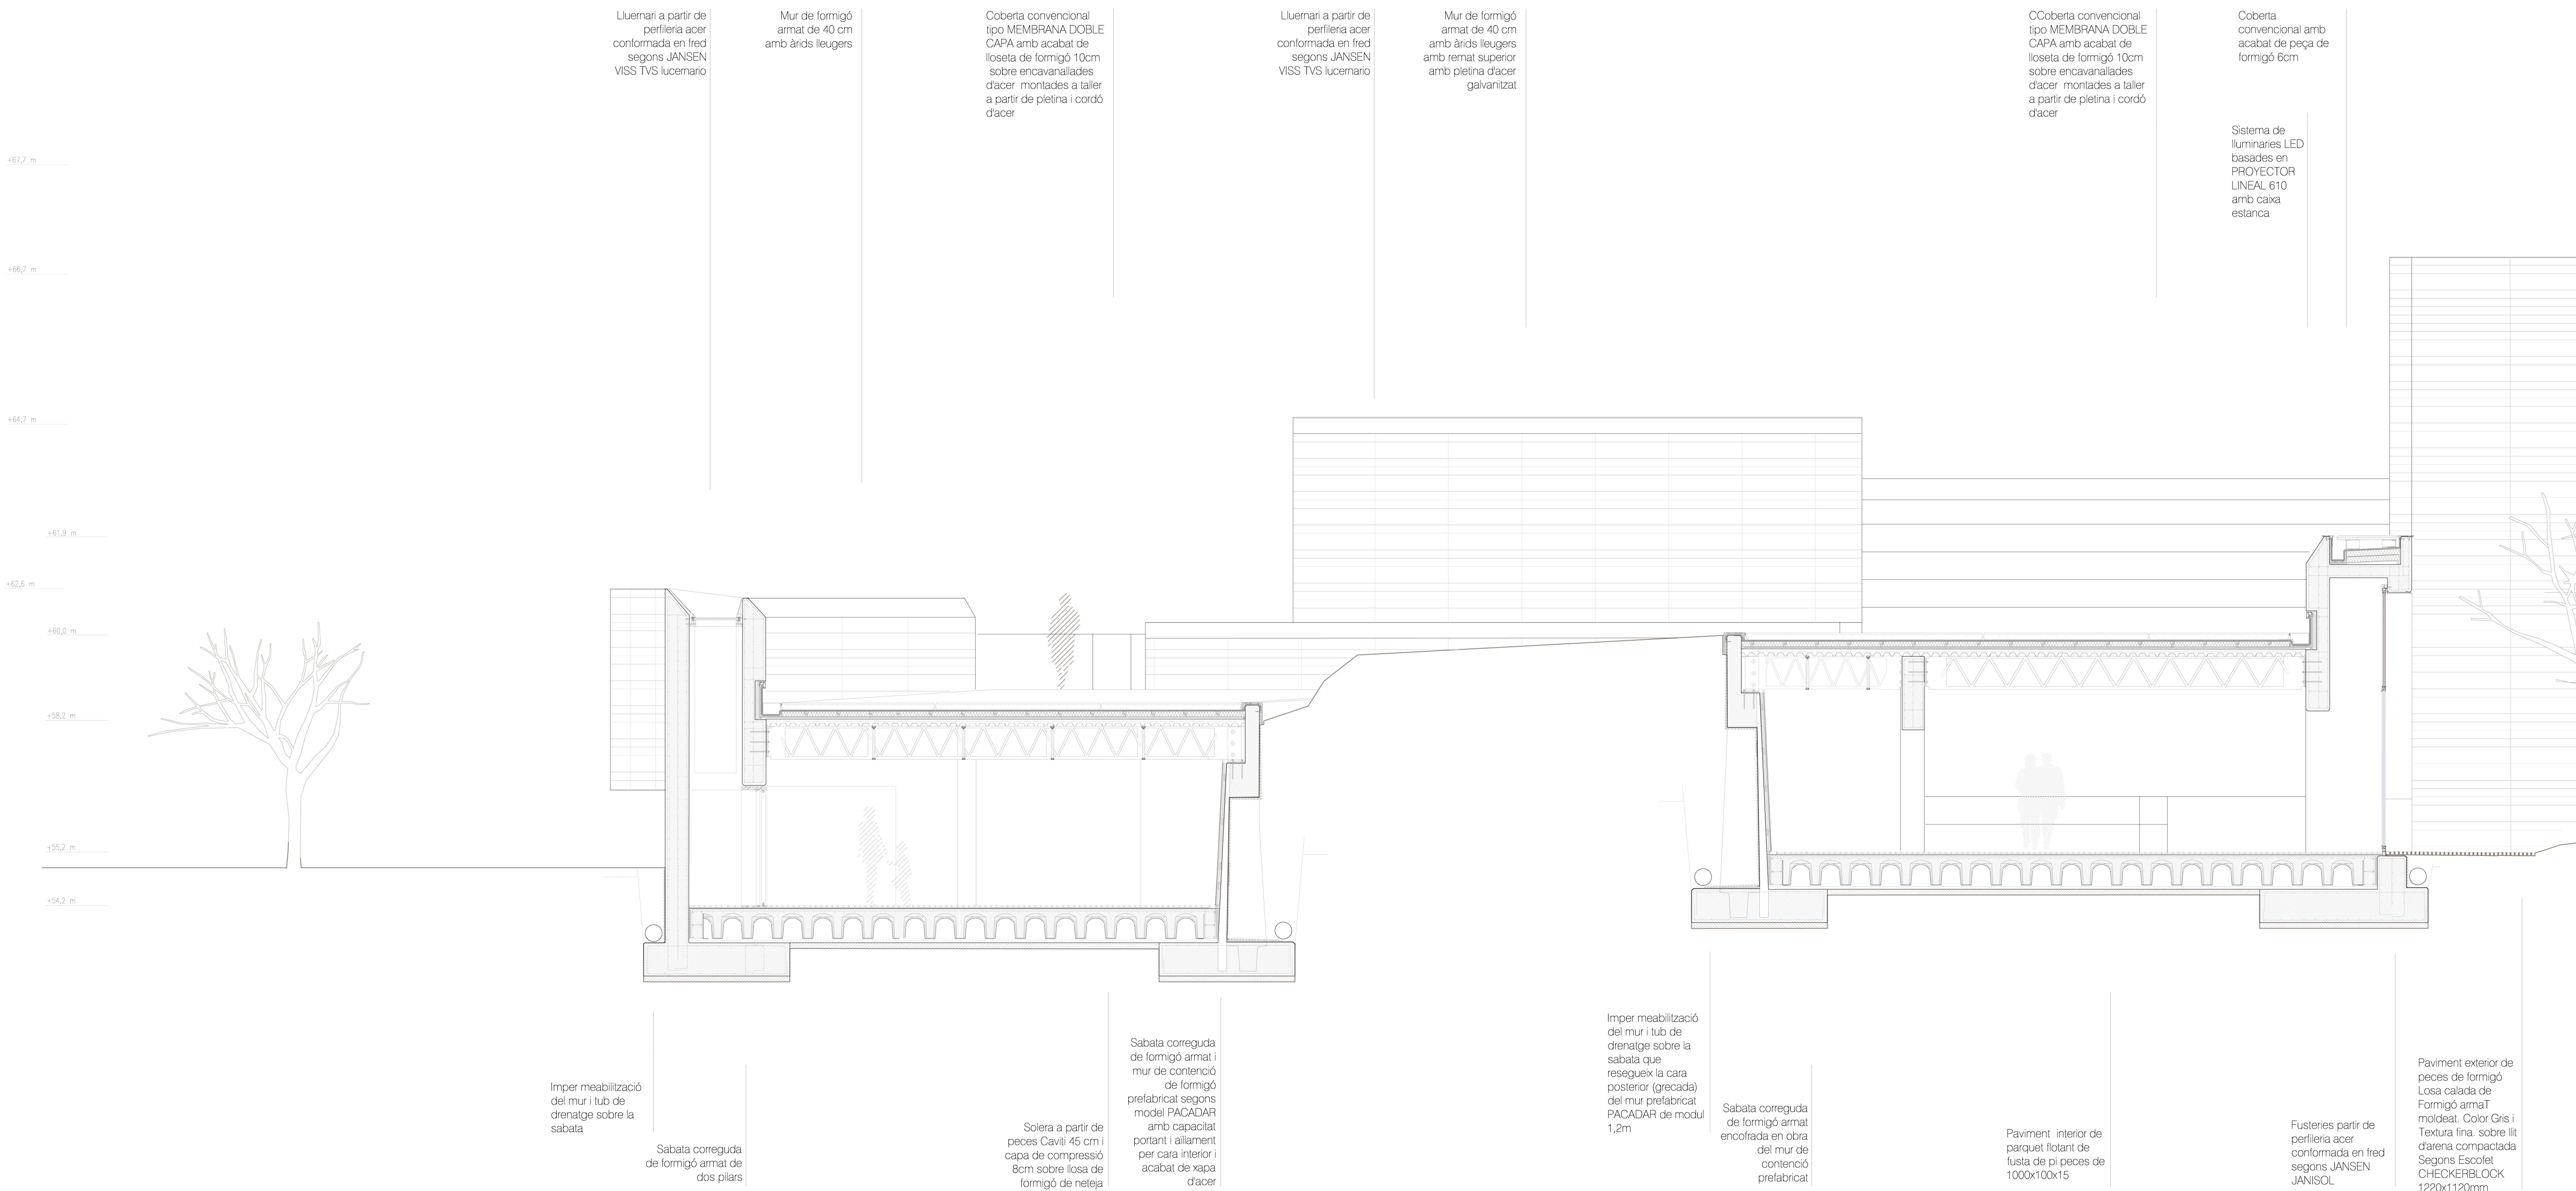 Lluernari a partir de
perfileria acer
conformada en fred
segons JANSEN
VISS TVS lucernario
Mur de formigó
armat de 40 cm
amb àrids lleugers
Coberta convencional
tipo MEMBRANA DOBLE
CAPA amb acabat de
lloseta de formigó 10cm
sobre encavanallades
d'acer montades a taller
a partir de pletina i cordó
d'acer
Lluernari a partir de
perfileria acer
conformada en fred
segons JANSEN
VISS TVS lucernario
Mur de formigó
armat de 40 cm
amb àrids lleugers
amb remat superior
amb pletina d'acer
galvanitzat
CCoberta convencional
tipo MEMBRANA DOBLE
CAPA amb acabat de
lloseta de formigó 10cm
sobre encavanallades
d'acer montades a taller
a partir de pletina i cordó
d'acer
Coberta
convencional amb
acabat de peça de
formigó 6cm
Sistema de
lluminaries LED
basades en
PROYECTOR
LINEAL 610
amb caixa
estanca
+67,7 m
+66,7 m
+64,7 m
+61,9 m
+62,6 m
+60,0 m
+58,2 m
+55,2 m
+54,2 m
Imper meabilització
del mur i tub de
drenatge sobre la
sabata
Sabata correguda
de formigó armat de
dos pilars
Solera a partir de
peces Caviti 45 cm i
capa de compressió
8cm sobre llosa de
formigó de neteja
Sabata correguda
de formigó armat i
mur de contenció
de formigó
prefabricat segons
model PACADAR
amb capacitat
portant i aïllament
per cara interior i
acabat de xapa
d'acer
Imper meabilització
del mur i tub de
drenatge sobre la
sabata que
resegueix la cara
posterior (grecada)
del mur prefabricat
PACADAR de modul
1,2m
Sabata correguda
de formigó armat
encofrada en obra
del mur de
contenció
prefabricat
Paviment interior de
parquet flotant de
fusta de pi peces de
1000x100x15
Fusteries partir de
perfileria acer
conformada en fred
segons JANSEN
JANISOL
Paviment exterior de
peces de formigó
Losa calada de
Formigó armaT
moldeat. Color Gris i
Textura fina. sobre llit
d'arena compactada
Segons Escofet
CHECKERBLOCK
1220x1120mm